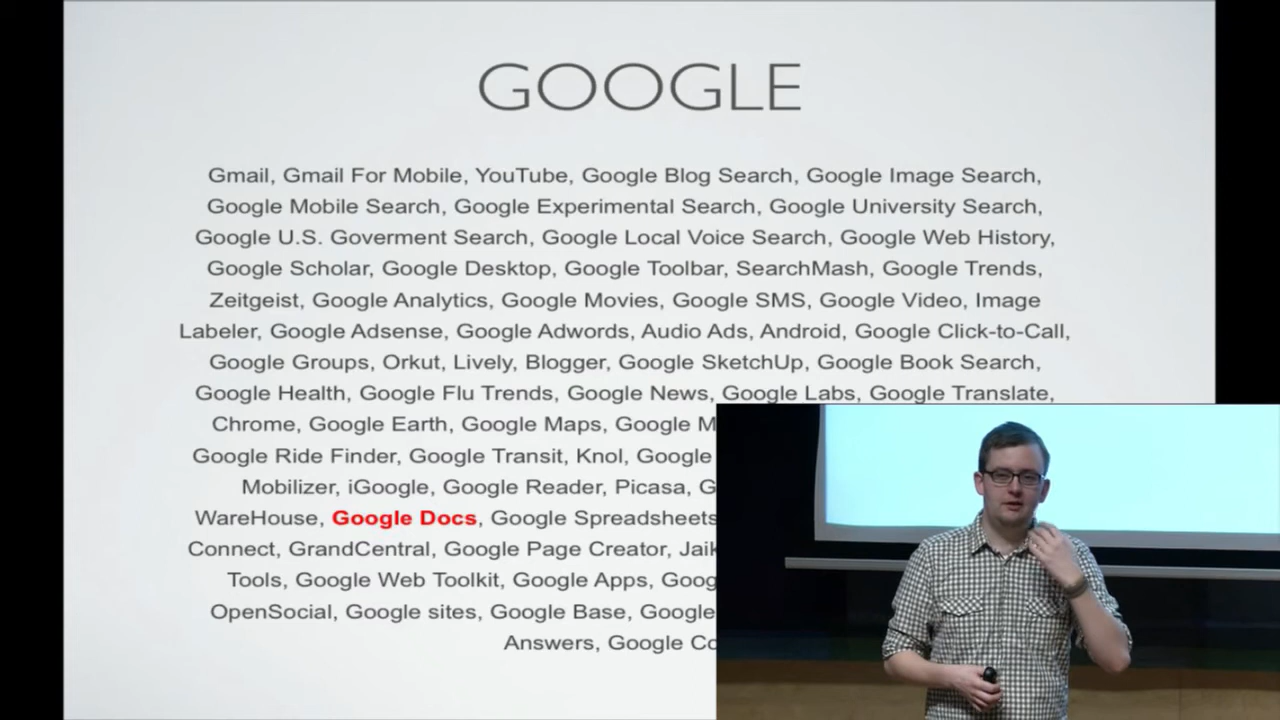 GOOGLE
Gmail, Gmail For Mobile, YouTube, Google Blog Search, Google Image Search,
Google Mobile Search, Google Experimental Search, Google University Search,
Google U.S. Goverment Search, Google Local Voice Search, Google Web History,
Google Scholar, Google Desktop, Google Toolbar, SearchMash, Google Trends,
Zeitgeist, Google Analytics, Google Movies, Google SMS, Google Video, Image
Labeler, Google Adsense, Google Adwords, Audio Ads, Android, Google Click-to-Call,
Google Groups, Orkut, Lively, Blogger, Google SketchUp, Google Book Search,
Google Health, Google Flu Trends, Google News, Google Labs, Google Translate,
Chrome, Google Earth, Google Maps, Google M
Google Ride Finder, Google Transit, Knol, Google
Mobilizer, iGoogle, Google Reader, Picasa, G
WareHouse, Google Docs, Google Spreadsheets
Connect, GrandCentral, Google Page Creator, Jaik
Tools, Google Web Toolkit, Google Apps, Goog
OpenSocial, Google sites, Google Base, Google
Answers, Google Co